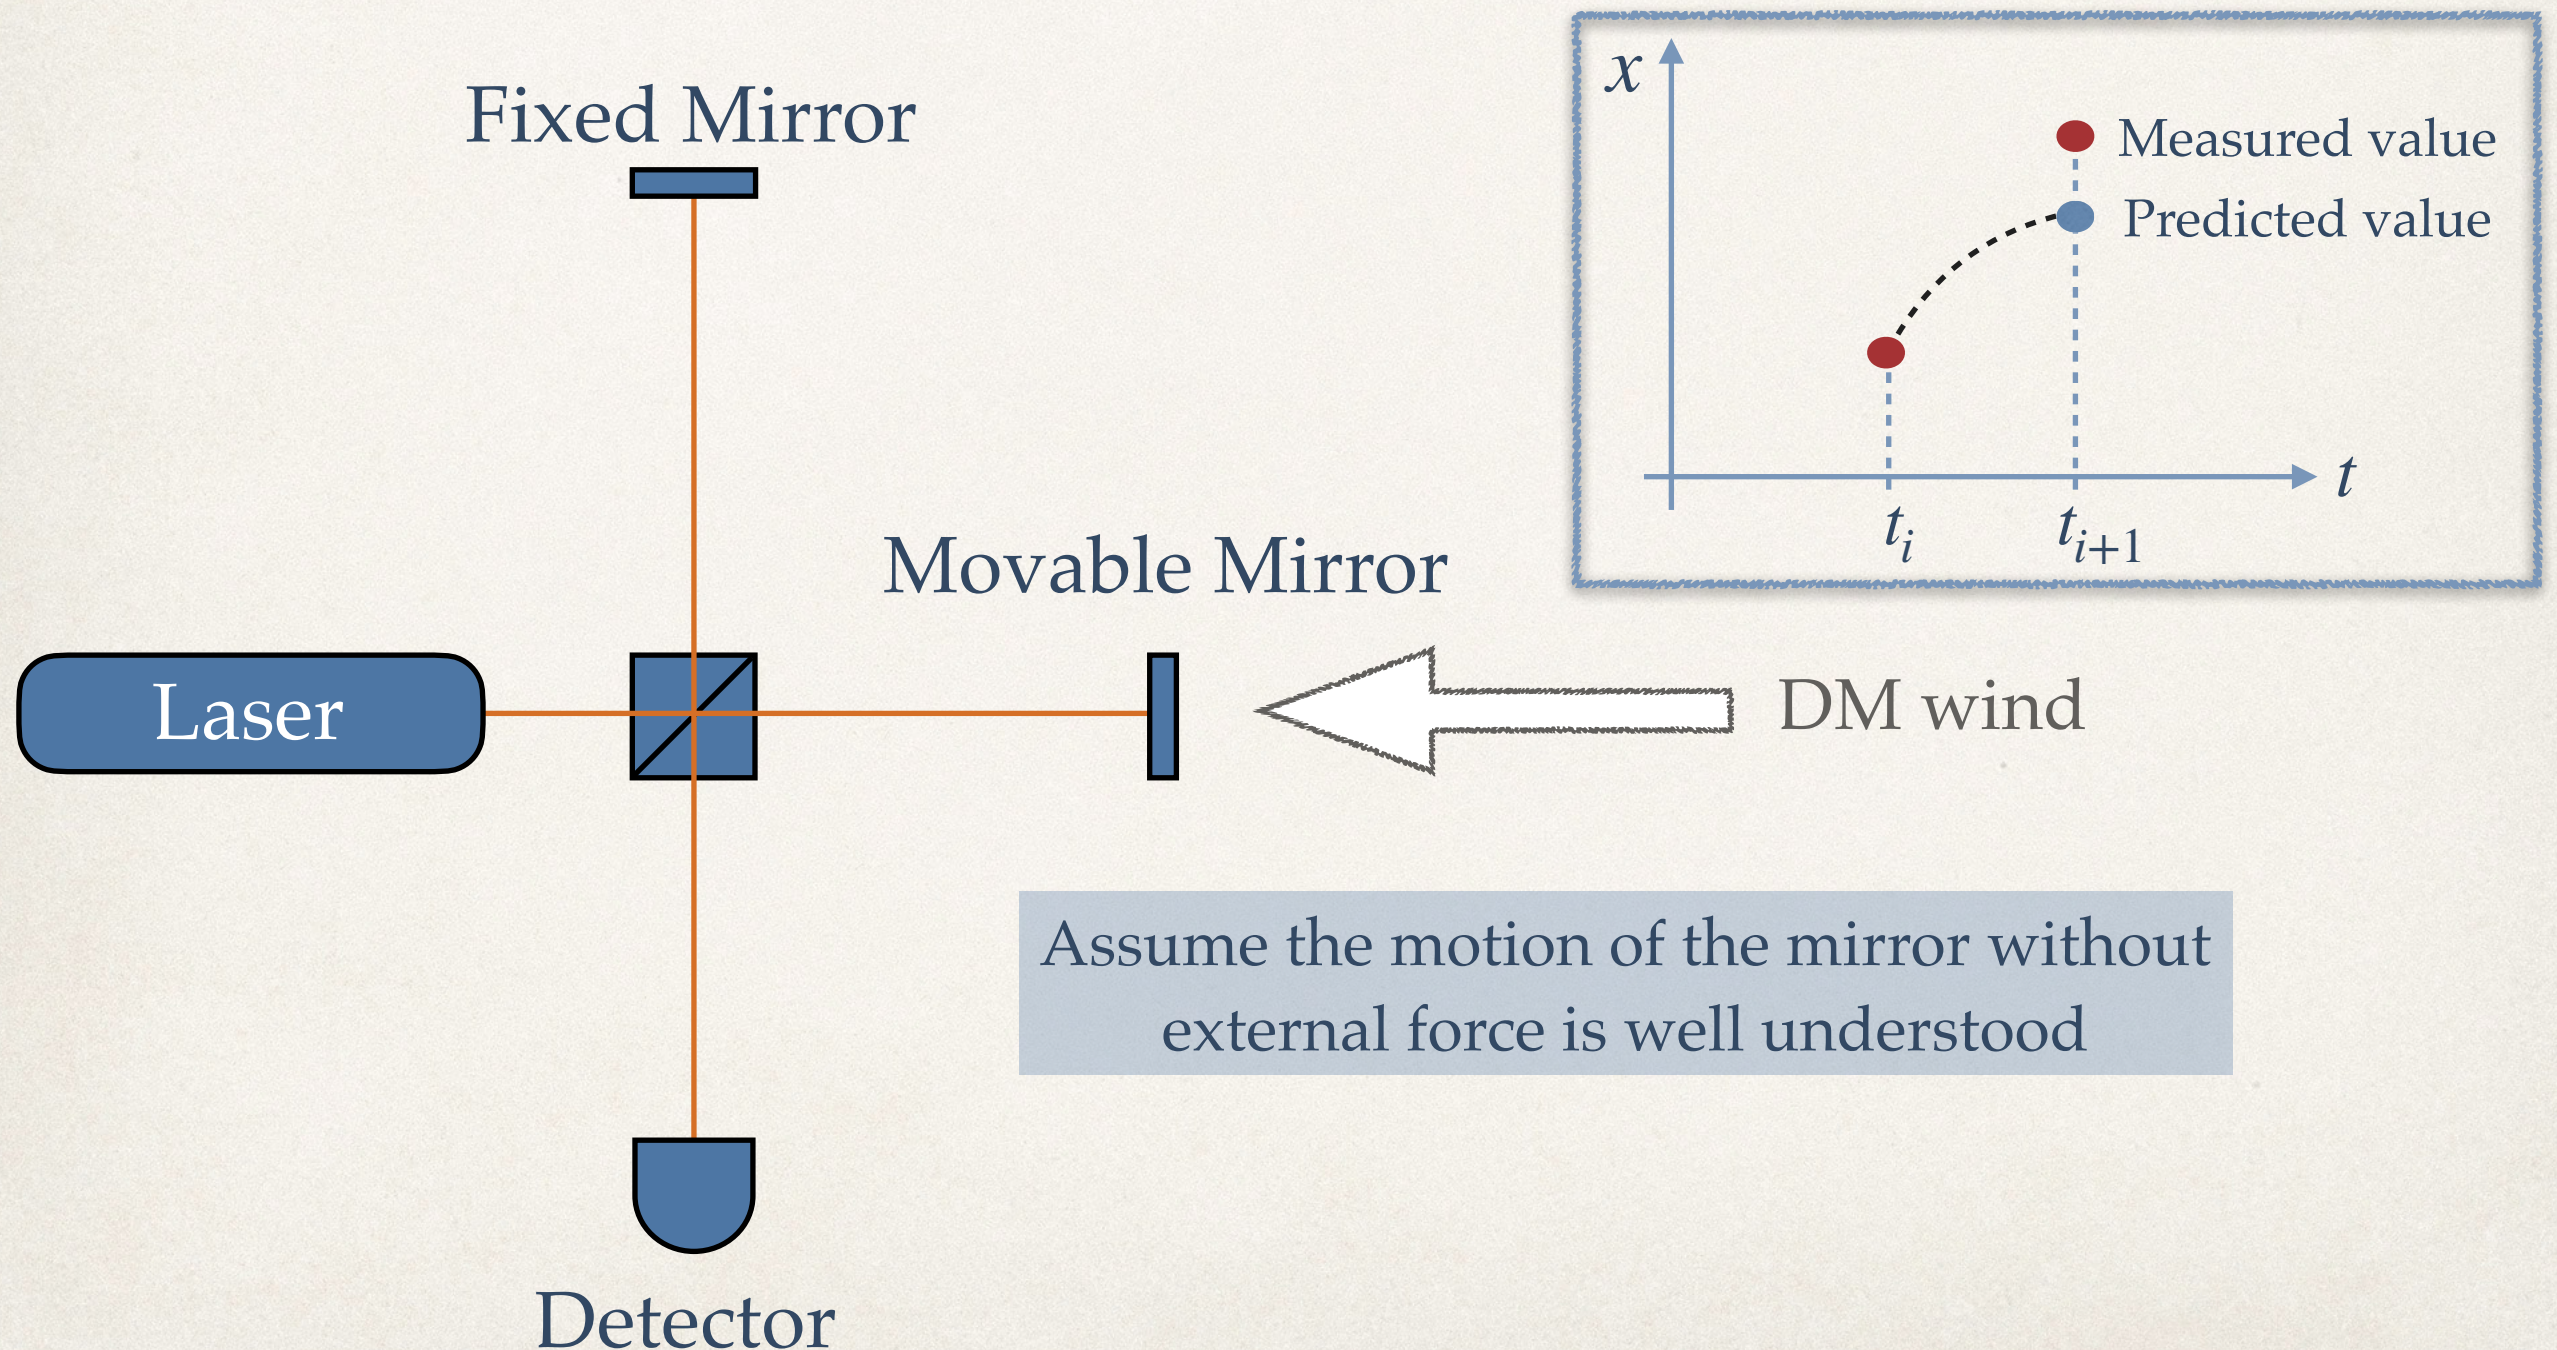 Fixed Mirror
x
Measured value
Predicted value
t
t_i
t_{i+1}
Movable Mirror
Laser
DM wind
Assume the motion of the mirror without
external force is well understood
Detector